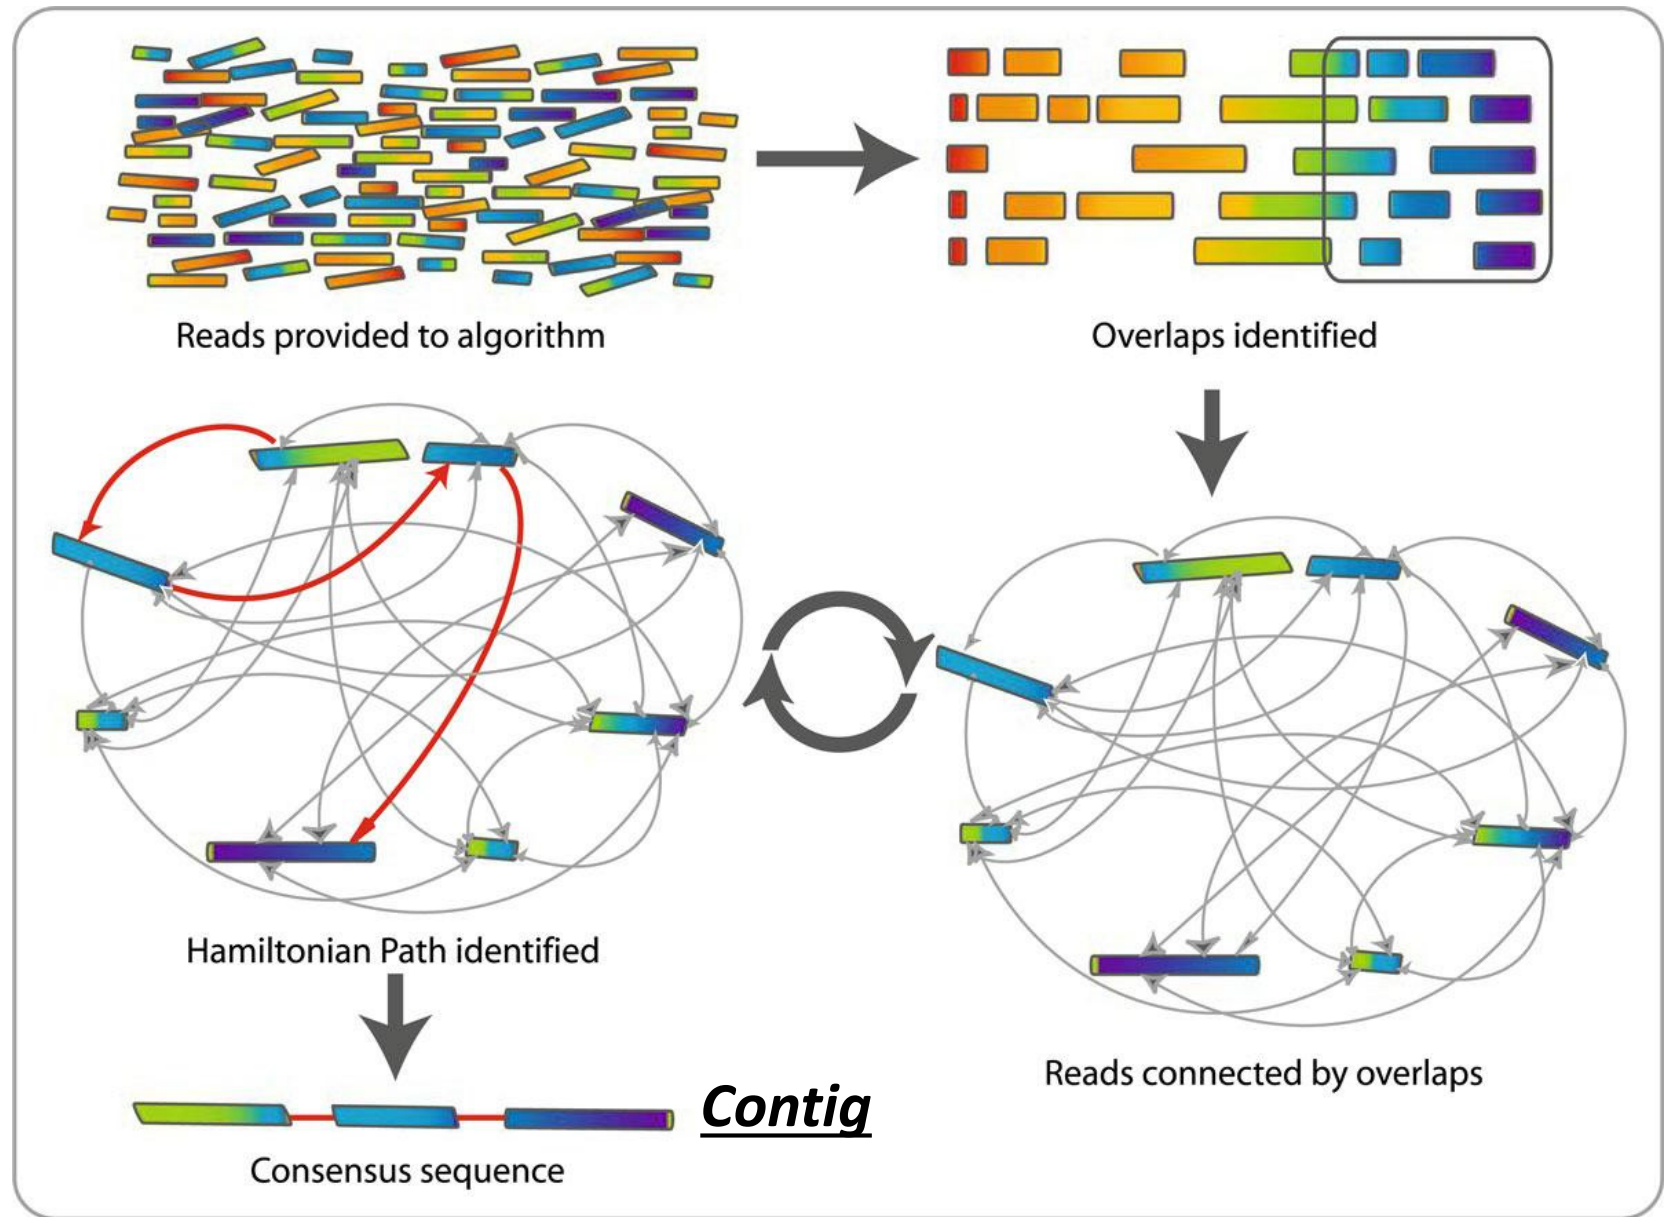 Reads provided to algorithm
Overlaps identified
Hamiltonian Path identified
Reads connected by overlaps
Contig
Consensus sequence